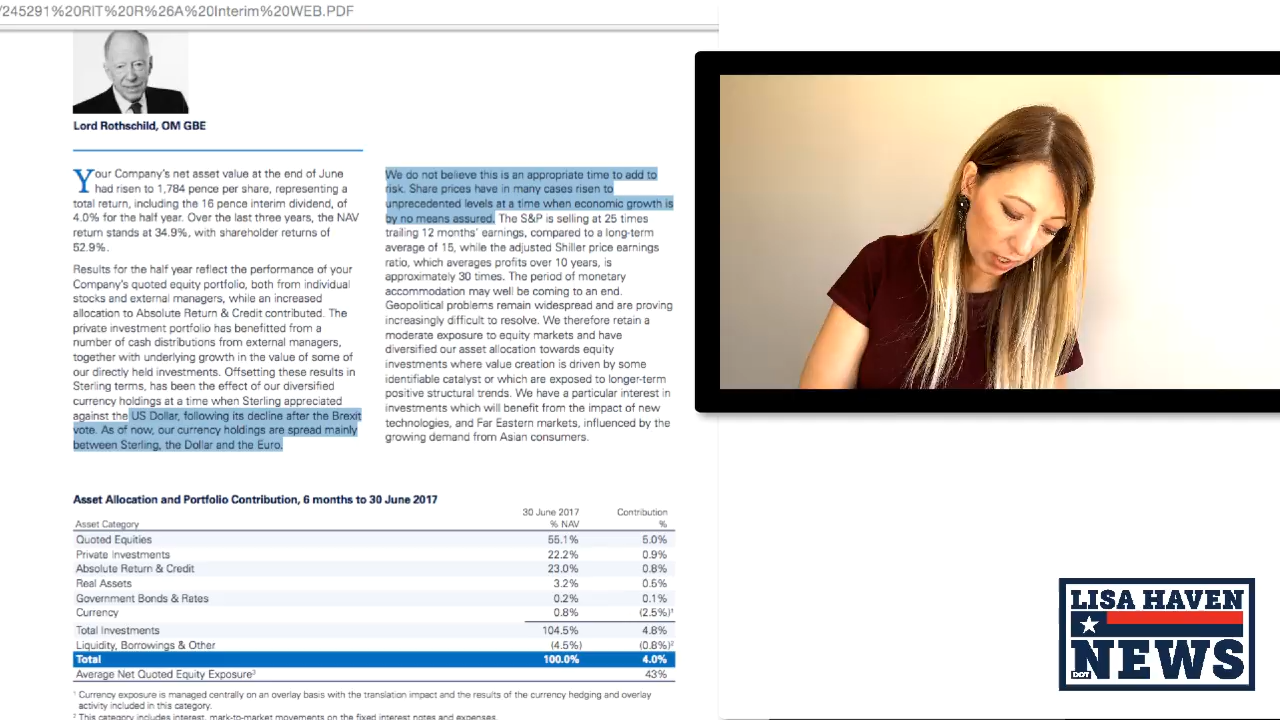 /245291%20RIT%20R%26A%20Interim%20WEB.PDF
Lord Rothschild, OM GBE
Your Company's net asset value at the end of June
had risen to 1,784 pence per share, representing a
total return, including the 16 pence interim dividend, of
4.0% for the half year. Over the last three years, the NAV
return stands at 34.9%, with shareholder returns of
52.9%.
Results for the half year reflect the performance of your
Company's quoted equity portfolio, both from individual
stocks and external managers, while an increased
allocation to Absolute Return & Credit contributed. The
private investment portfolio has benefitted from a
number of cash distributions from external managers,
together with underlying growth in the value of some of
our directly held investments. Offsetting these results in
Sterling terms, has been the effect of our diversified
currency holdings at a time when Sterling appreciated
against the US Dollar, following its decline after the Brexit
vote. As of now, our currency holdings are spread mainly
between Sterling, the Dollar and the Euro.
We do not believe this is an appropriate time to add to
risk. Share prices have in many cases risen to
unprecedented levels at a time when economic growth is
by no means assured. The S&P is selling at 25 times
trailing 12 months' earnings, compared to a long-term
average of 15, while the adjusted Shiller price earnings
ratio, which averages profits over 10 years, is
approximately 30 times. The period of monetary
accommodation may well be coming to an end.
Geopolitical problems remain widespread and are proving
increasingly difficult to resolve. We therefore retain a
moderate exposure to equity markets and have
diversified our asset allocation towards equity
investments where value creation is driven by some
identifiable catalyst or which are exposed to longer-term
positive structural trends. We have a particular interest in
investments which will benefit from the impact of new
technologies, and Far Eastern markets, influenced by the
growing demand from Asian consumers.
Asset Allocation and Portfolio Contribution, 6 months to 30 June 2017
30 June 2017 Contribution
Asset Category % NAV %
Quoted Equities 55.1% 5.0%
Private Investments 22.2% 0.9%
Absolute Return & Credit 23.0% 0.8%
Real Assets 3.2% 0.5%
Government Bonds & Rates 0.2% 0.1%
Currency 0.8% (2.5%)¹
Total Investments 104.5% 4.8%
Liquidity, Borrowings & Other (4.5%) (0.8%)²
Total 100.0% 4.0%
Average Net Quoted Equity Exposure³ 43%
¹ Currency exposure is managed centrally on an overlay basis with the translation impact and the results of the currency hedging and overlay
activity included in this category.
² This category includes interest, mark-to-market movements on the fixed interest notes and expenses.
LISA HAVEN
DOT NEWS